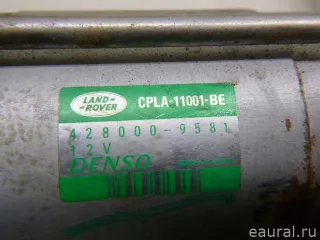 LAND-
ROVER
CPLA-11001-BE
428000-9581
12V
DENSO
eaural.ru